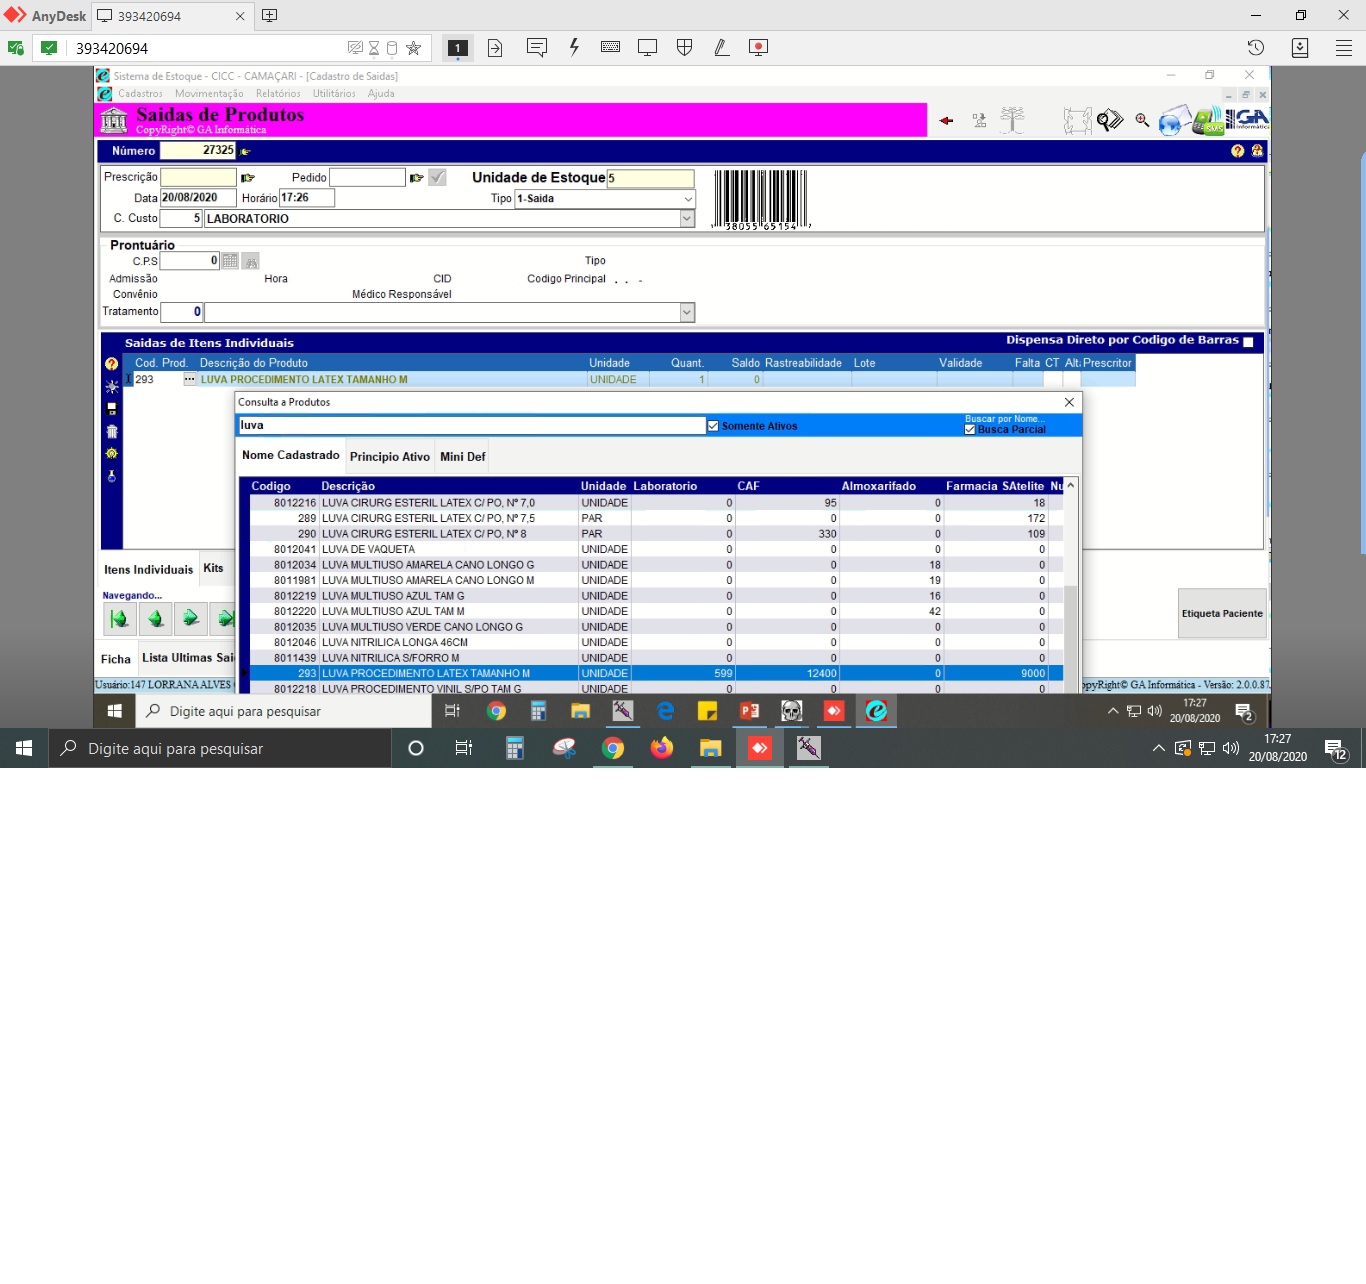 AnyDesk
393420694
393420694
1
Sistema de Estoque - CICC - CAMAÇARI - [Cadastro de Saidas]
Cadastros Movimentação Relatórios Utilitários Ajuda
Saidas de Produtos
CopyRight© GA Informática
SMS
GA
Informática
Número 27325
Prescrição Pedido Unidade de Estoque 5
Data 20/08/2020 Horário 17:26 Tipo 1-Saida
C. Custo 5 LABORATORIO
38055 65154
Prontuário
C.P.S 0 Tipo
Admissão Hora CID Codigo Principal . . -
Convênio Médico Responsável
Tratamento 0
Saidas de Itens Individuais Dispensa Direto por Codigo de Barras
Cod. Prod. Descrição do Produto Unidade Quant. Saldo Rastreabilidade Lote Validade Falta CT Alt Prescritor
293 ... LUVA PROCEDIMENTO LATEX TAMANHO M UNIDADE 1 0
Consulta a Produtos
luva Somente Ativos Buscar por Nome...
Busca Parcial
Nome Cadastrado Principio Ativo Mini Def
Codigo Descrição Unidade Laboratorio CAF Almoxarifado Farmacia SAtelite Nu
8012216 LUVA CIRURG ESTERIL LATEX C/ PO, Nº 7,0 UNIDADE 0 95 0 18
289 LUVA CIRURG ESTERIL LATEX C/ PO, Nº 7,5 PAR 0 0 0 172
290 LUVA CIRURG ESTERIL LATEX C/ PO, Nº 8 PAR 0 330 0 109
8012041 LUVA DE VAQUETA UNIDADE 0 0 0 0
8012034 LUVA MULTIUSO AMARELA CANO LONGO G UNIDADE 0 0 18 0
8011981 LUVA MULTIUSO AMARELA CANO LONGO M UNIDADE 0 0 19 0
8012219 LUVA MULTIUSO AZUL TAM G UNIDADE 0 0 16 0
8012220 LUVA MULTIUSO AZUL TAM M UNIDADE 0 0 42 0
8012035 LUVA MULTIUSO VERDE CANO LONGO G UNIDADE 0 0 0 0
8012046 LUVA NITRILICA LONGA 46CM UNIDADE 0 0 0 0
8011439 LUVA NITRILICA S/FORRO M UNIDADE 0 0 0 0
293 LUVA PROCEDIMENTO LATEX TAMANHO M UNIDADE 599 12400 0 9000
8012218 LUVA PROCEDIMENTO VINIL S/PO TAM G UNIDADE 0 0 0 0
Itens Individuais Kits
Navegando...
Etiqueta Paciente
Ficha Lista Ultimas Sai
Usuário:147 LORRANA ALVES
opyRight© GA Informática - Versão: 2.0.0.87
Digite aqui para pesquisar
17:27
20/08/2020
2
Digite aqui para pesquisar
17:27
20/08/2020
12